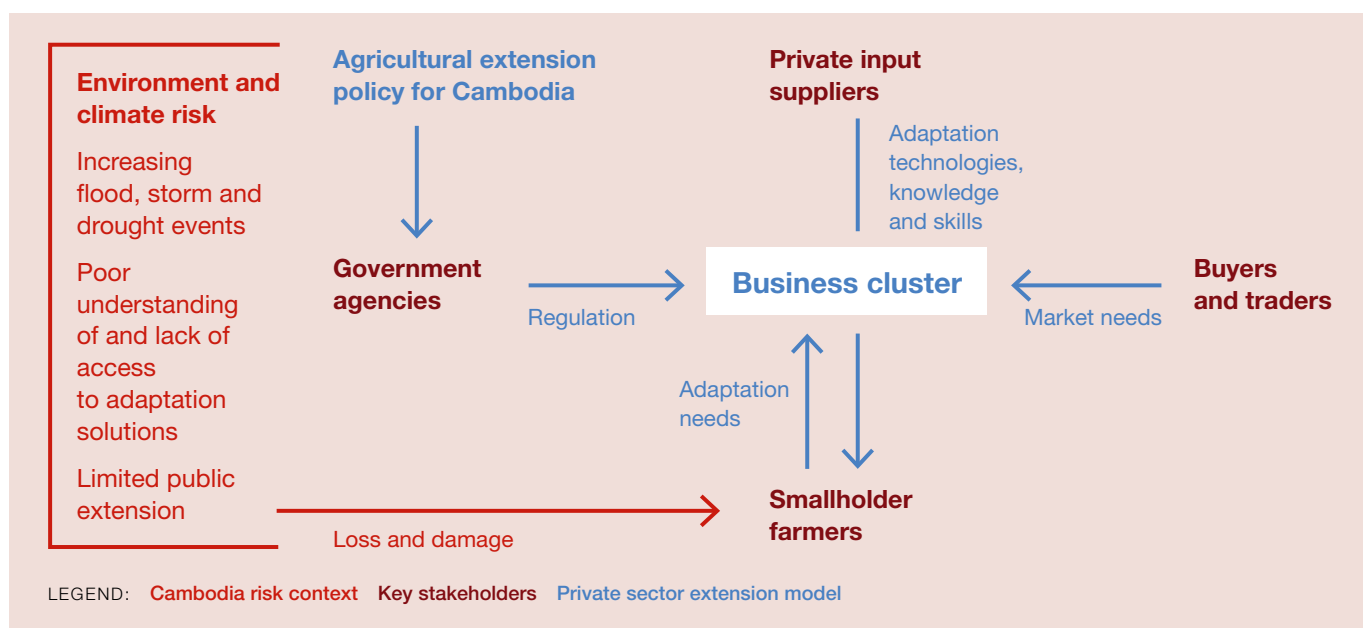 Environment and
climate risk
Increasing
flood, storm and
drought events
Poor
understanding
of and lack of
access
to adaptation
solutions
Limited public
extension
Agricultural extension
policy for Cambodia
Government
agencies
Regulation
Private input
suppliers
Adaptation
technologies,
knowledge
and skills
Business cluster
Buyers
and traders
Market needs
Adaptation
needs
Smallholder
farmers
Loss and damage
LEGEND: Cambodia risk context Key stakeholders Private sector extension model